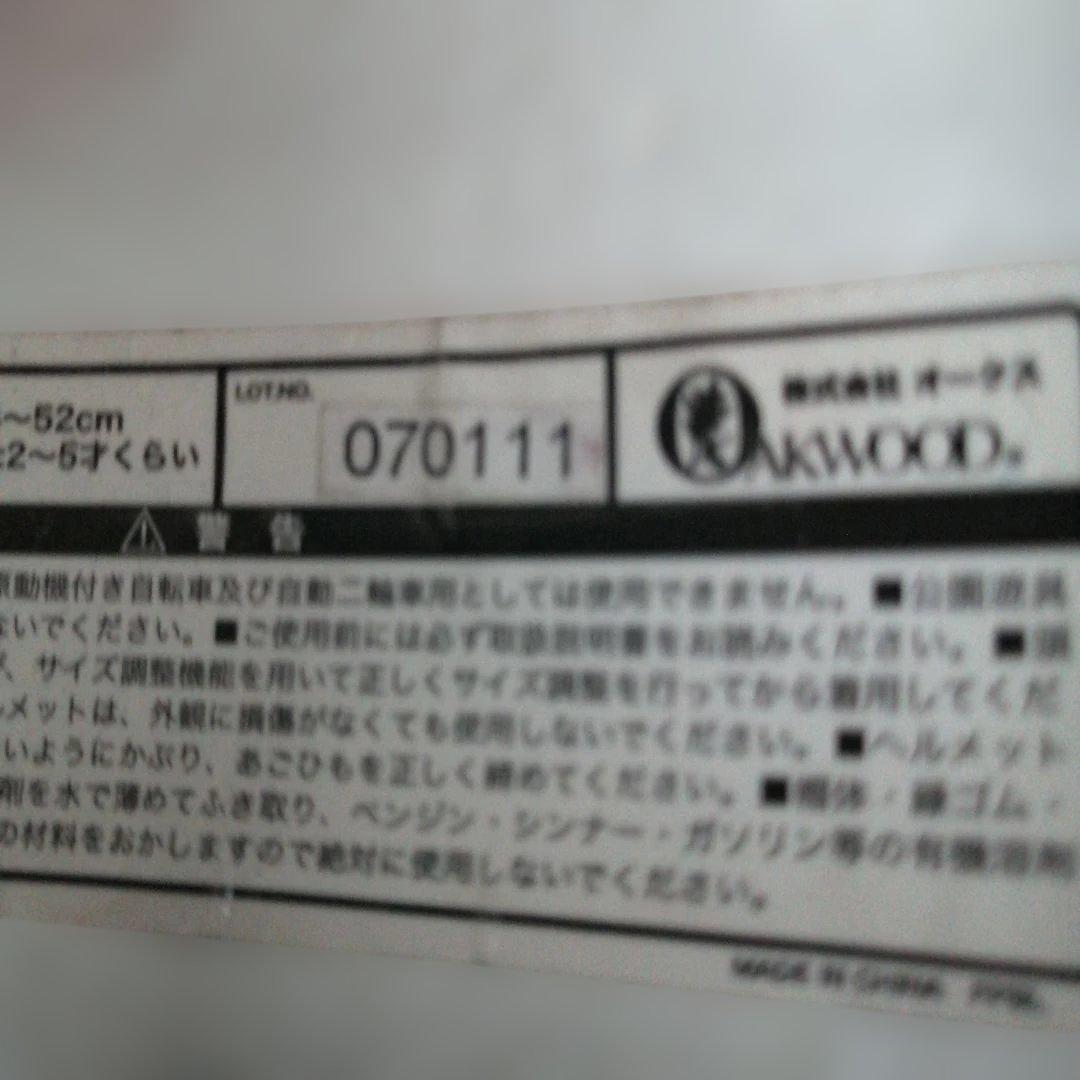 ~52cm
2~5才くらい
LOT.NO.
070111
株式会社 オークス
OAKWOOD®
警告
原動機付き自転車及び自動二輪車用としては使用できません。■公園遊具
ないでください。■ご使用前には必ず取扱説明書をお読みください。■頭
、サイズ調整機能を用いて正しくサイズ調整を行ってから着用してくだ
ルメットは、外観に損傷がなくても使用しないでください。■ヘルメット
いようにかぶり、あごひもを正しく締めてください。■帽体・縁ゴム・
剤を水で薄めてふき取り、ベンジン・シンナー・ガソリン等の有機溶剤
の材料をおかしますので絶対に使用しないでください。
MADE IN CHINA